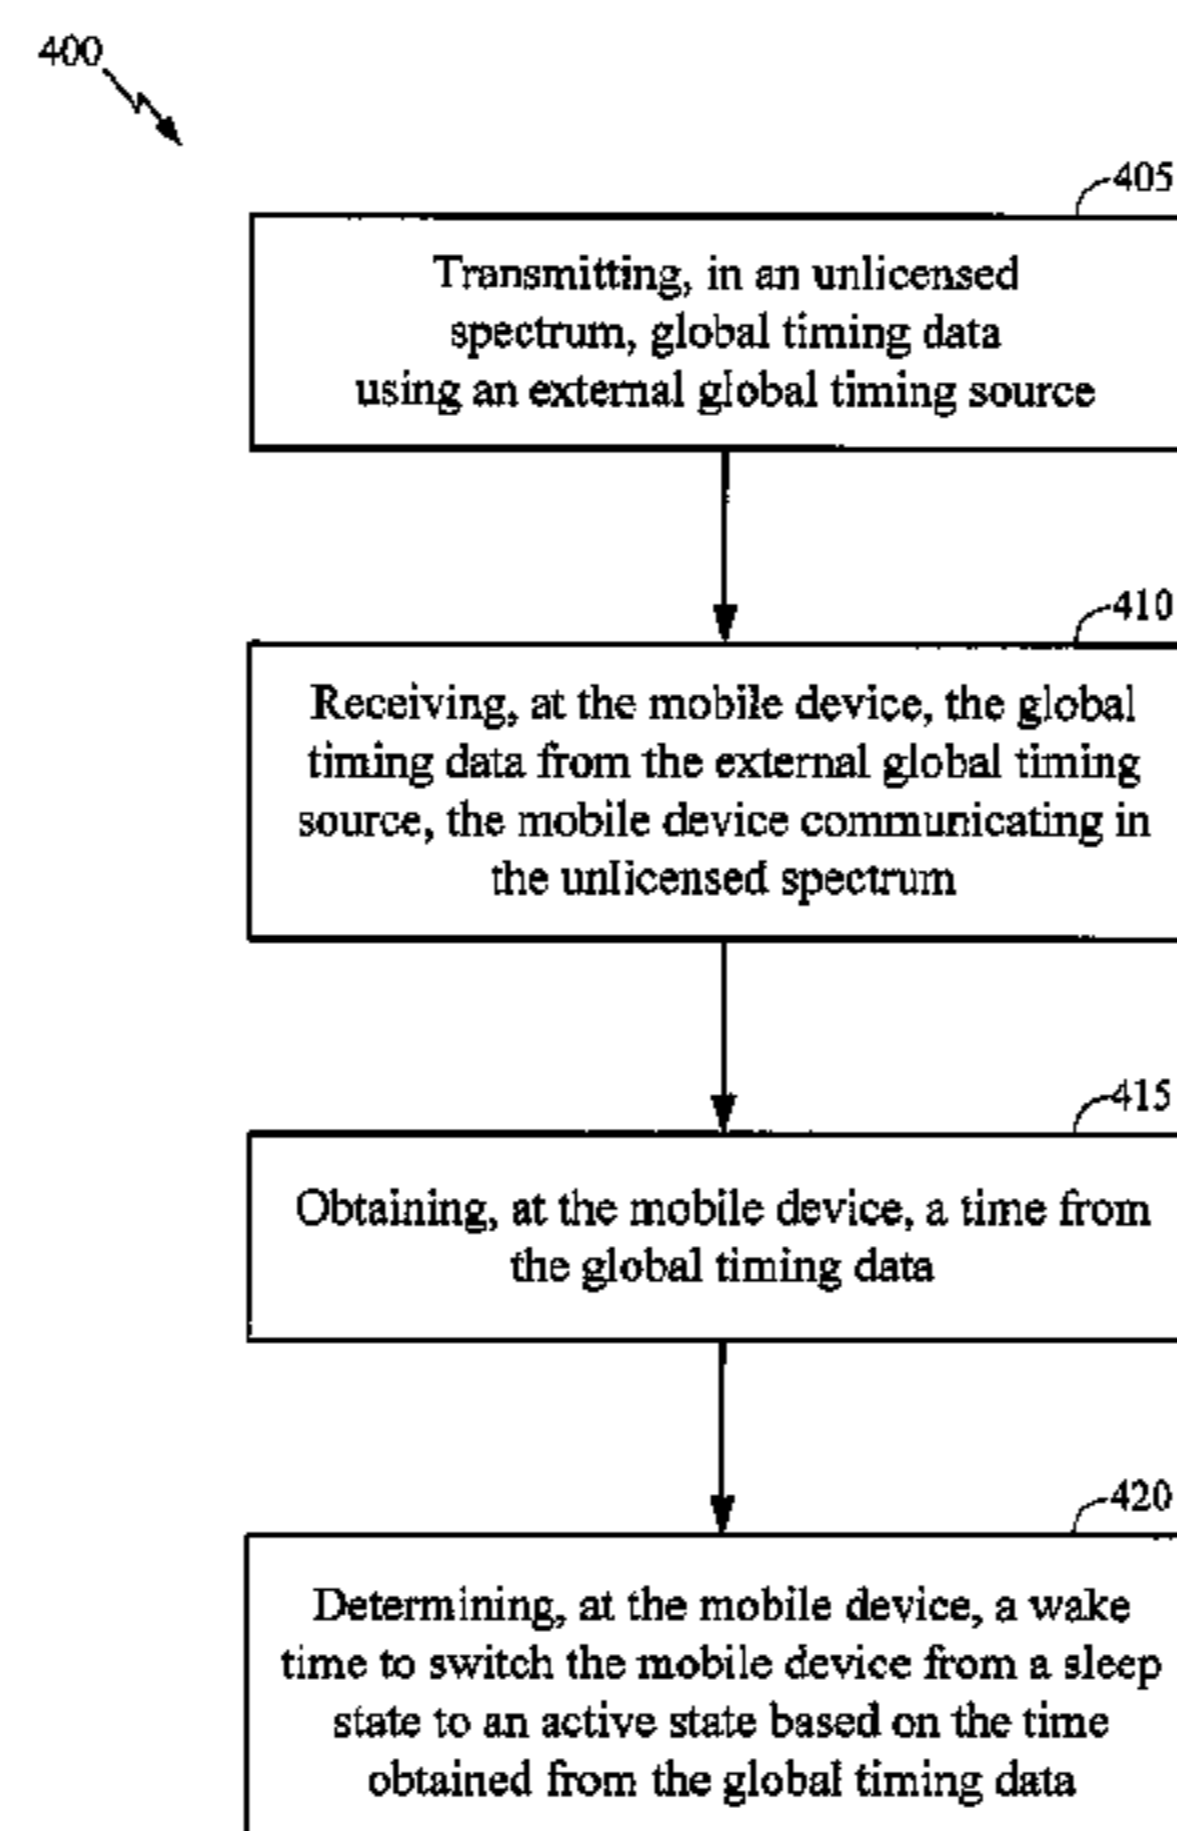 400
405
Transmitting, in an unlicensed
spectrum, global timing data
using an external global timing source
410
Receiving, at the mobile device, the global
timing data from the external global timing
source, the mobile device communicating in
the unlicensed spectrum
415
Obtaining, at the mobile device, a time from
the global timing data
420
Determining, at the mobile device, a wake
time to switch the mobile device from a sleep
state to an active state based on the time
obtained from the global timing data